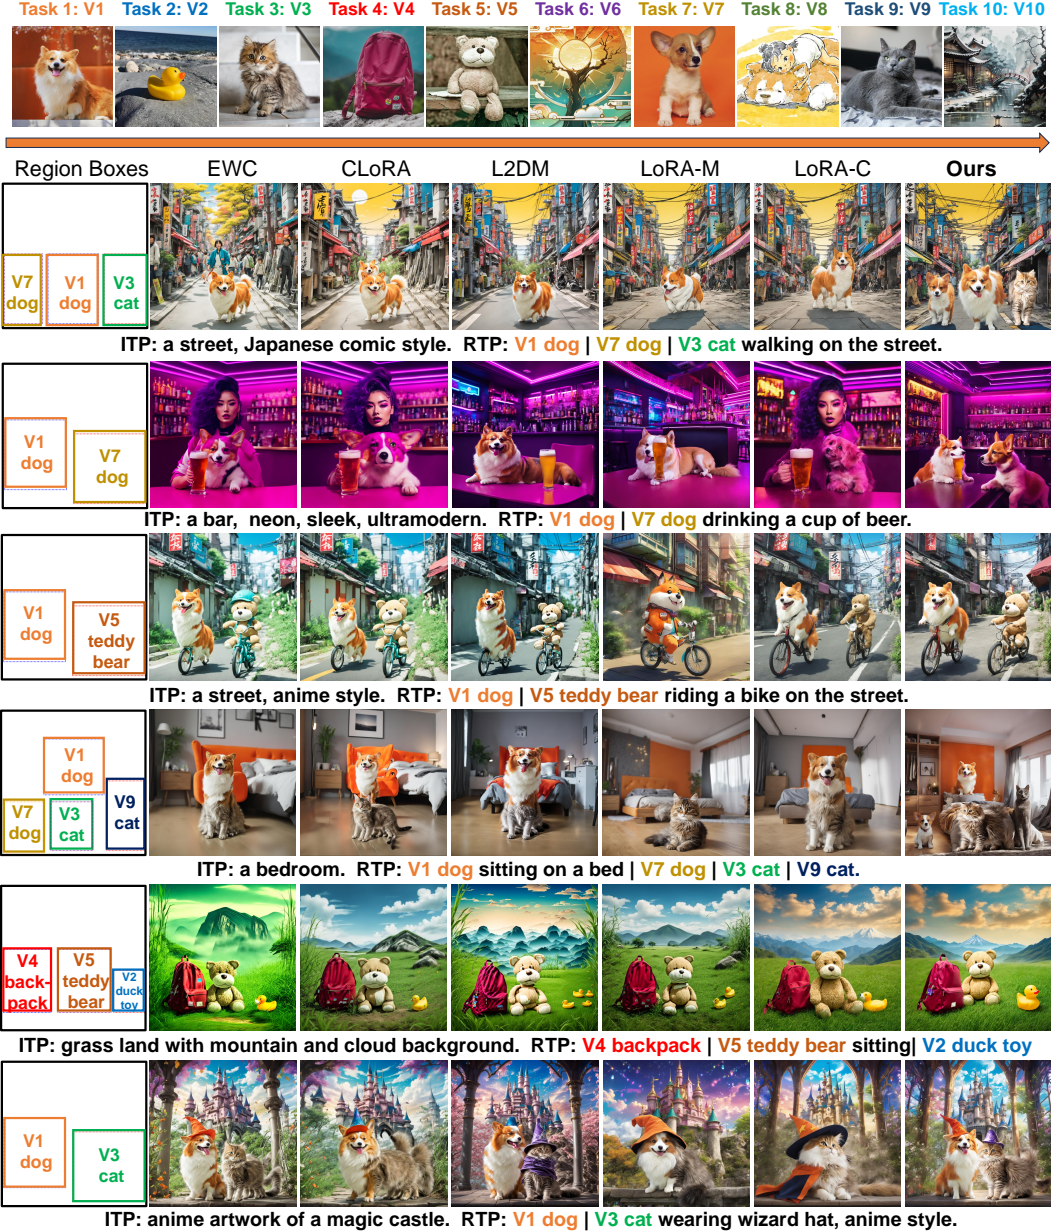 Task 1: V1 Task 2: V2 Task 3: V3 Task 4: V4 Task 5: V5 Task 6: V6 Task 7: V7 Task 8: V8 Task 9: V9 Task 10: V10
Region Boxes EWC CLoRA L2DM LoRA-M LoRA-C Ours
V7 dog
V1 dog
V3 cat
ITP: a street, Japanese comic style. RTP: V1 dog | V7 dog | V3 cat walking on the street.
V1 dog
V7 dog
ITP: a bar, neon, sleek, ultramodern. RTP: V1 dog | V7 dog drinking a cup of beer.
V1 dog
V5 teddy bear
ITP: a street, anime style. RTP: V1 dog | V5 teddy bear riding a bike on the street.
V1 dog
V7 dog
V3 cat
V9 cat
ITP: a bedroom. RTP: V1 dog sitting on a bed | V7 dog | V3 cat | V9 cat.
V4 back-pack
V5 teddy bear
V2 duck toy
ITP: grass land with mountain and cloud background. RTP: V4 backpack | V5 teddy bear sitting| V2 duck toy
V1 dog
V3 cat
ITP: anime artwork of a magic castle. RTP: V1 dog | V3 cat wearing wizard hat, anime style.